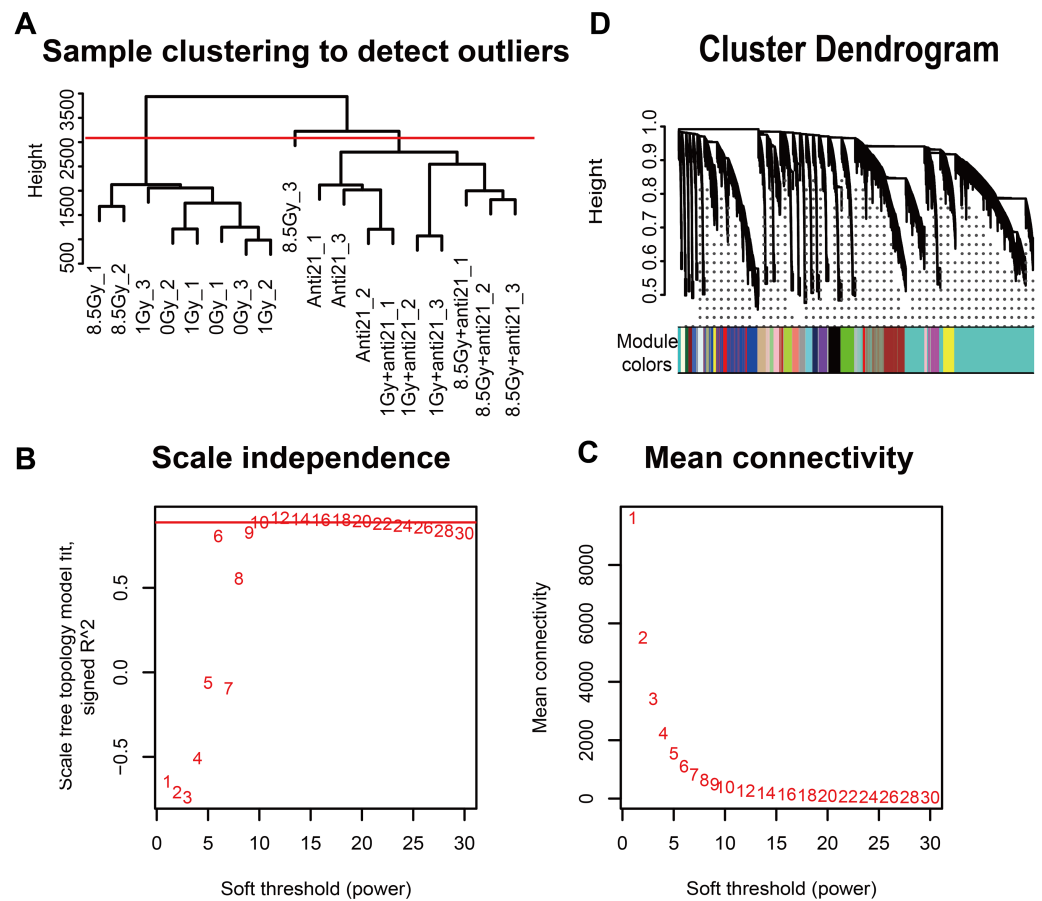 A
Sample clustering to detect outliers
Height
3500
2500
1500
500
8.5Gy_1
8.5Gy_2
1Gy_3
0Gy_2
1Gy_1
0Gy_1
0Gy_3
1Gy_2
8.5Gy_3
Anti21_1
Anti21_3
Anti21_2
1Gy+anti21_1
1Gy+anti21_2
1Gy+anti21_3
8.5Gy+anti21_1
8.5Gy+anti21_2
8.5Gy+anti21_3
D
Cluster Dendrogram
Height
1.0
0.9
0.8
0.7
0.6
0.5
Module
colors
B
Scale independence
Scale free topology model fit,
signed R^2
0.5
0.0
−0.5
1
2
3
4
5
6
7
8
9
10
12
14
16
18
20
22
24
26
28
30
0 5 10 15 20 25 30
Soft threshold (power)
C
Mean connectivity
Mean connectivity
8000
6000
4000
2000
0
1
2
3
4
5
6
7
8
9
10
12
14
16
18
20
22
24
26
28
30
0 5 10 15 20 25 30
Soft threshold (power)